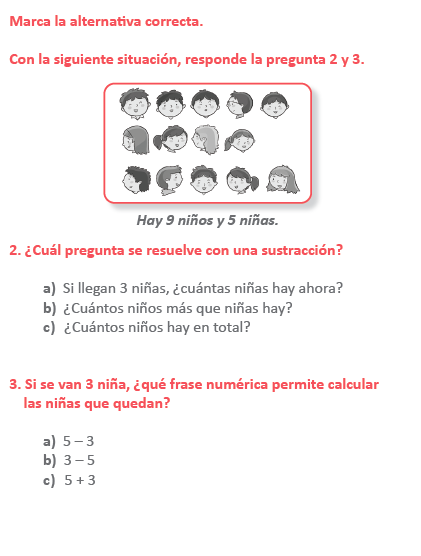 Marca la alternativa correcta.
Con la siguiente situación, responde la pregunta 2 y 3.
Hay 9 niños y 5 niñas.
2. ¿Cuál pregunta se resuelve con una sustracción?
a) Si llegan 3 niñas, ¿cuántas niñas hay ahora?
b) ¿Cuántos niños más que niñas hay?
c) ¿Cuántos niños hay en total?
3. Si se van 3 niña, ¿qué frase numérica permite calcular
las niñas que quedan?
a) 5 – 3
b) 3 – 5
c) 5 + 3